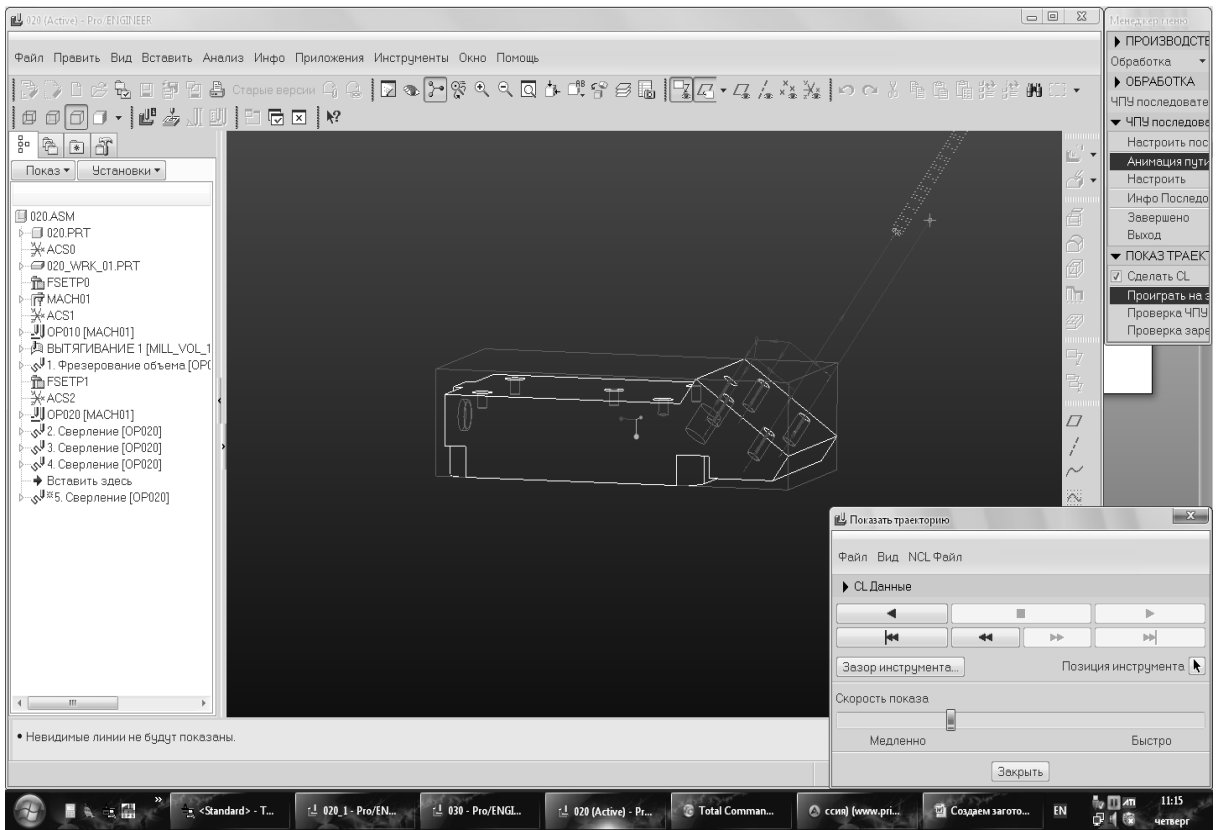 020 (Active) - Pro/ENGINEER
Файл Править Вид Вставить Анализ Инфо Приложения Инструменты Окно Помощь
Старые версии
Показ Установки
020.ASM
020.PRT
ACS0
020_WRK_01.PRT
FSETP0
MACH01
ACS1
OP010 [MACH01]
ВЫТЯГИВАНИЕ 1 [MILL_VOL_1
1. Фрезерование объема [OP0
FSETP1
ACS2
OP020 [MACH01]
2. Сверление [OP020]
3. Сверление [OP020]
4. Сверление [OP020]
Вставить здесь
5. Сверление [OP020]
• Невидимые линии не будут показаны.
Менеджер меню
ПРОИЗВОДСТВ
Обработка
ОБРАБОТКА
ЧПУ последовате
ЧПУ последова
Настроить пос
Анимация пути
Настроить
Инфо Последо
Завершено
Выход
ПОКАЗ ТРАЕКТ
Сделать CL
Проиграть на э
Проверка ЧПУ
Проверка заре
Показать траекторию
Файл Вид NCL Файл
CL Данные
Зазор инструмента...
Позиция инструмента
Скорость показа
Медленно Быстро
Закрыть
<Standard> - T...
020_1 - Pro/EN...
030 - Pro/ENGI...
020 (Active) - Pr...
Total Comman...
ссия) (www.pri...
Создаем загото...
EN
11:15
четверг